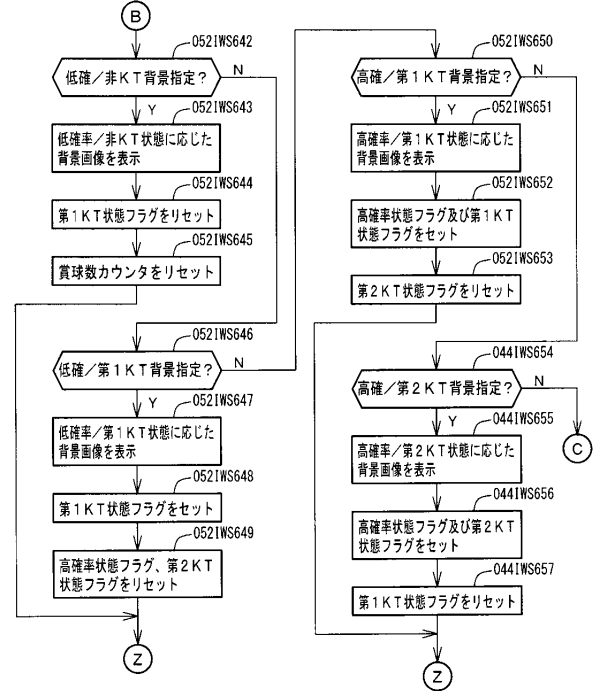 B
052IWS642
低確/非KT背景指定?
N
Y
052IWS643
低確率/非KT状態に応じた
背景画像を表示
052IWS644
第1KT状態フラグをリセット
052IWS645
賞球数カウンタをリセット
052IWS646
低確/第1KT背景指定?
N
Y
052IWS647
低確率/第1KT状態に応じた
背景画像を表示
052IWS648
第1KT状態フラグをセット
052IWS649
高確率状態フラグ、第2KT
状態フラグをリセット
Z
052IWS650
高確/第1KT背景指定?
N
Y
052IWS651
高確率/第1KT状態に応じた
背景画像を表示
052IWS652
高確率状態フラグ及び第1KT
状態フラグをセット
052IWS653
第2KT状態フラグをリセット
044IWS654
高確/第2KT背景指定?
N
Y
C
044IWS655
高確率/第2KT状態に応じた
背景画像を表示
044IWS656
高確率状態フラグ及び第2KT
状態フラグをセット
044IWS657
第1KT状態フラグをリセット
Z